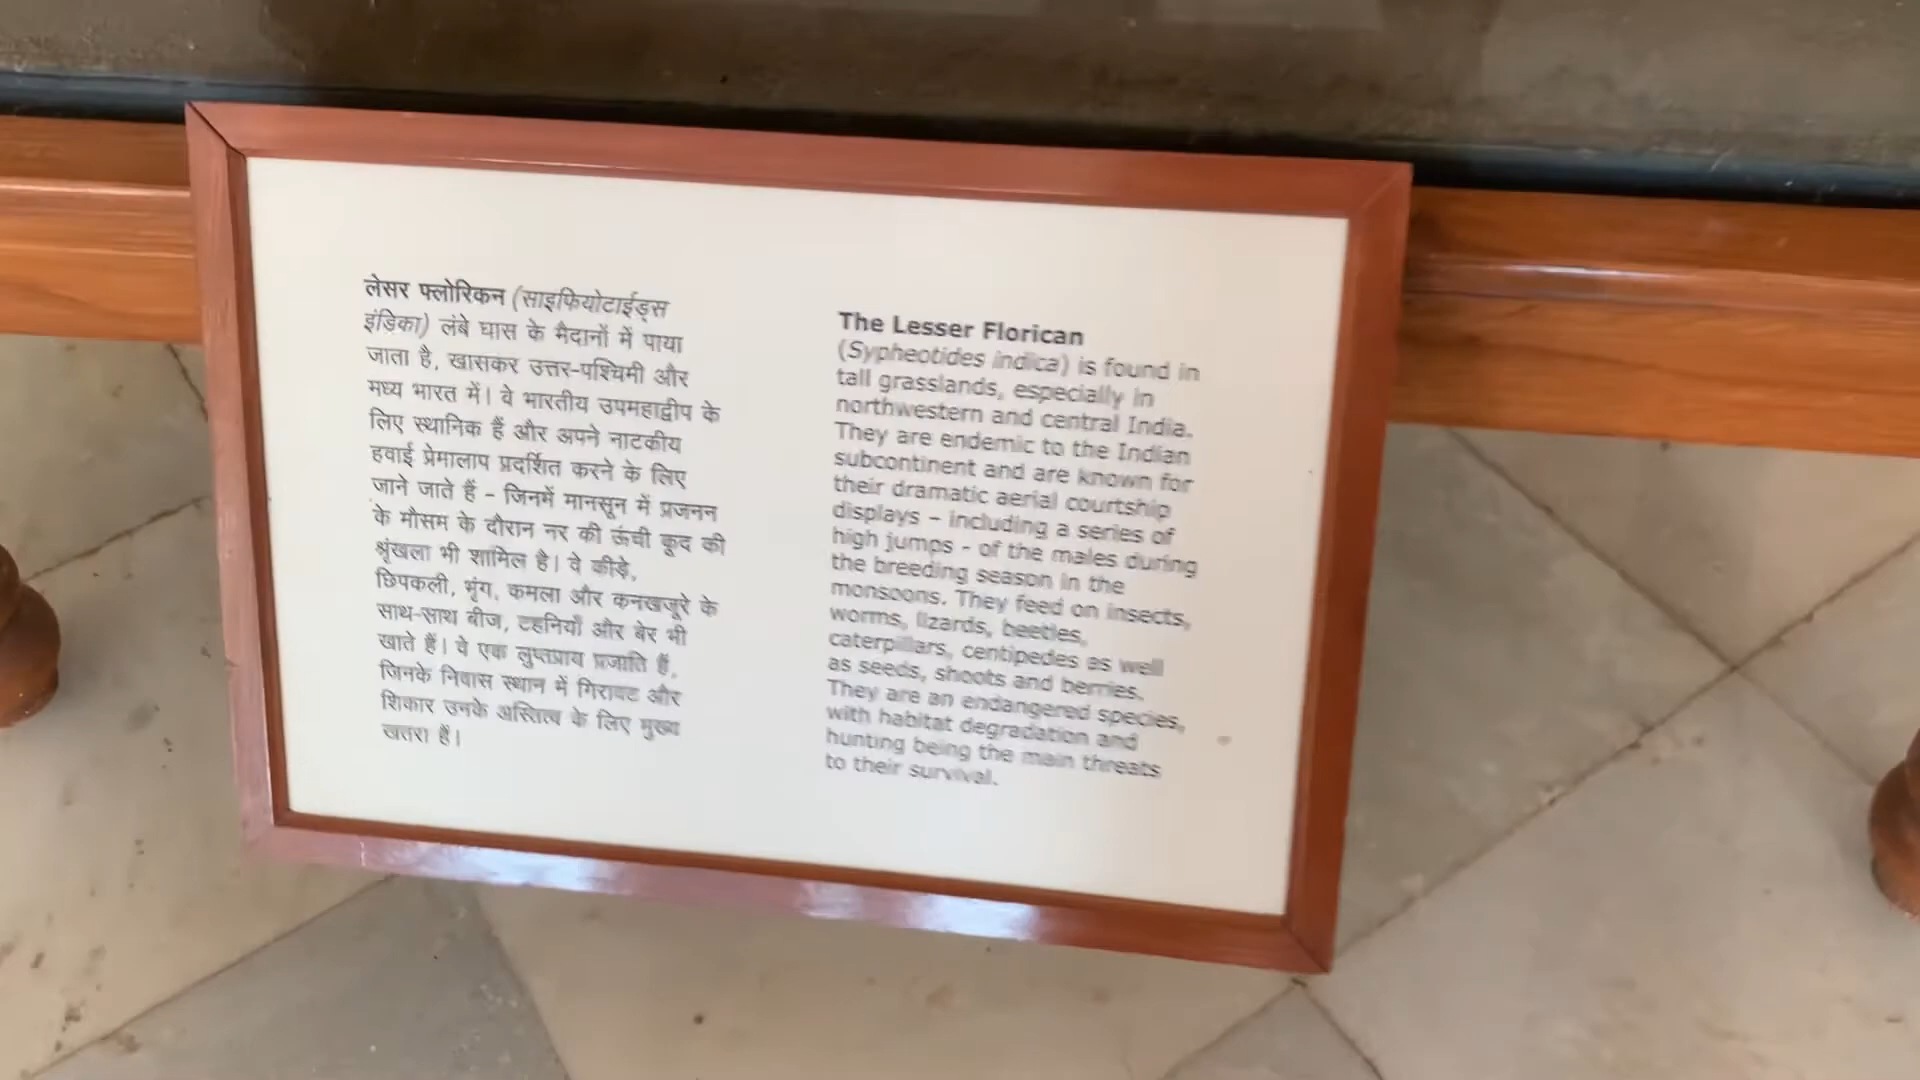 लेसर फ्लोरिकन (साइफियोटाईड्स
इंडिका) लंबे घास के मैदानों में पाया
जाता है, खासकर उत्तर-पश्चिमी और
मध्य भारत में। वे भारतीय उपमहाद्वीप के
लिए स्थानिक हैं और अपने नाटकीय
हवाई प्रेमालाप प्रदर्शित करने के लिए
जाने जाते हैं – जिनमें मानसून में प्रजनन
के मौसम के दौरान नर की ऊंची कूद की
श्रृंखला भी शामिल है। वे कीड़े,
छिपकली, भृंग, कमला और कनखजूरे के
साथ-साथ बीज, टहनियाँ और बेर भी
खाते हैं। वे एक लुप्तप्राय प्रजाति हैं,
जिनके निवास स्थान में गिरावट और
शिकार उनके अस्तित्व के लिए मुख्य
खतरा हैं।
The Lesser Florican
(Sypheotides indica) is found in
tall grasslands, especially in
northwestern and central India.
They are endemic to the Indian
subcontinent and are known for
their dramatic aerial courtship
displays – including a series of
high jumps - of the males during
the breeding season in the
monsoons. They feed on insects,
worms, lizards, beetles,
caterpillars, centipedes as well
as seeds, shoots and berries.
They are an endangered species,
with habitat degradation and
hunting being the main threats
to their survival.